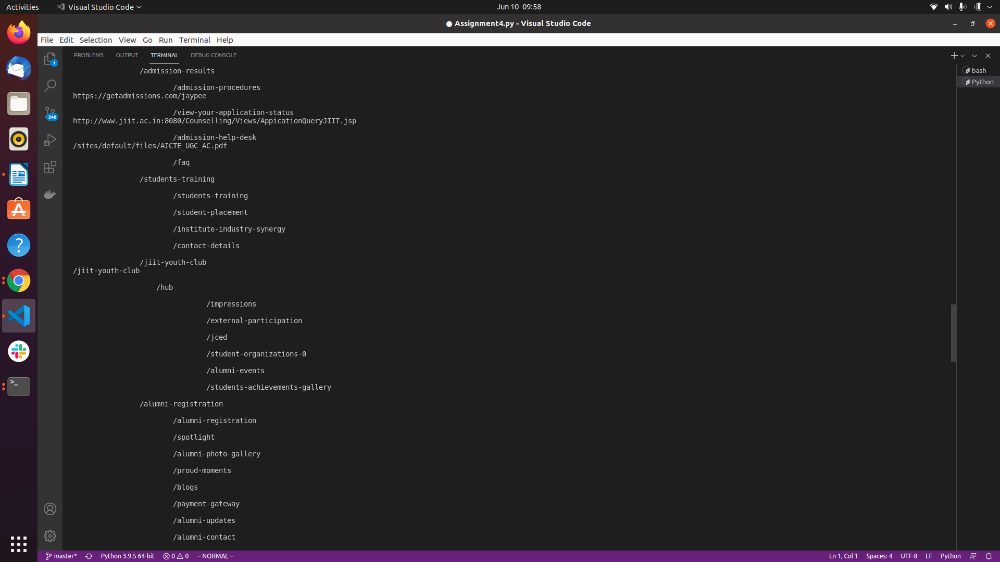 Activities
Visual Studio Code
Jun 10 09:58
● Assignment4.py - Visual Studio Code
File Edit Selection View Go Run Terminal Help
PROBLEMS OUTPUT TERMINAL DEBUG CONSOLE
bash
Python
1
240
/admission-results
/admission-procedures
https://getadmissions.com/jaypee
/view-your-application-status
http://www.jiit.ac.in:8080/Counselling/Views/AppicationQueryJIIT.jsp
/admission-help-desk
/sites/default/files/AICTE_UGC_AC.pdf
/faq
/students-training
/students-training
/student-placement
/institute-industry-synergy
/contact-details
/jiit-youth-club
/jiit-youth-club
/hub
/impressions
/external-participation
/jced
/student-organizations-0
/alumni-events
/students-achievements-gallery
/alumni-registration
/alumni-registration
/spotlight
/alumni-photo-gallery
/proud-moments
/blogs
/payment-gateway
/alumni-updates
/alumni-contact
master* Python 3.9.5 64-bit 0 0 -- NORMAL -- Ln 1, Col 1 Spaces: 4 UTF-8 LF Python